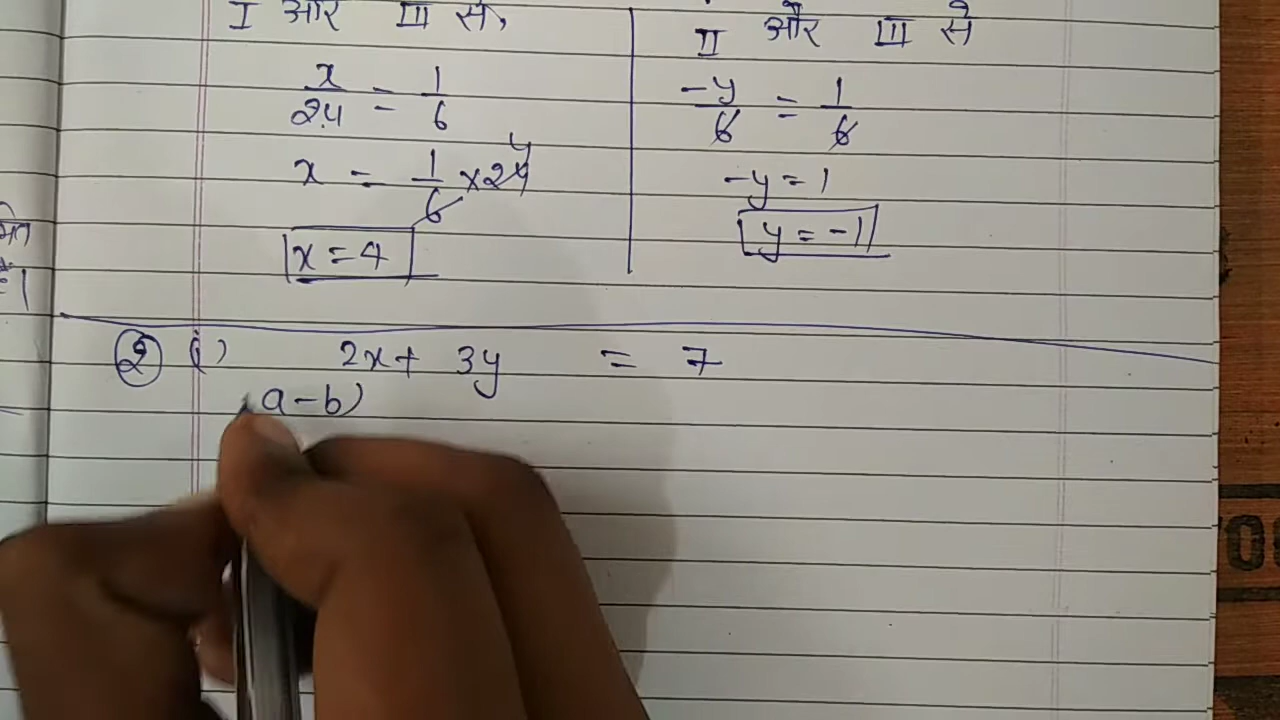 I और III से,
x/24 = 1/6
x = 1/6 × 24 4
x = 4
II और III से
-y/6 = 1/6
-y = 1
y = -1
② (i) 2x + 3y = 7
(a-b)